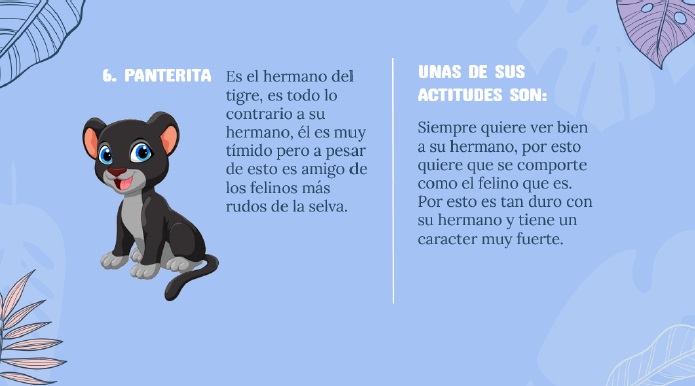 6. PANTERITA
Es el hermano del
tigre, es todo lo
contrario a su
hermano, él es muy
tímido pero a pesar
de esto es amigo de
los felinos más
rudos de la selva.
UNAS DE SUS
ACTITUDES SON:
Siempre quiere ver bien
a su hermano, por esto
quiere que se comporte
como el felino que es.
Por esto es tan duro con
su hermano y tiene un
caracter muy fuerte.